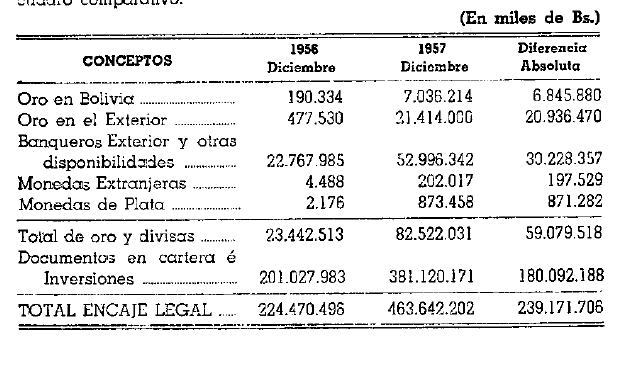 cuadro comparativo.
(En miles de Bs.)
CONCEPTOS 1956 Diciembre 1957 Diciembre Diferencia Absoluta
Oro en Bolivia ........ 190.334 7.036.214 6.845.880
Oro en el Exterior ........ 477.530 21.414.000 20.936.470
Banqueros Exterior y otras
disponibilidades ........ 22.767.985 52.996.342 30.228.357
Monedas Extranjeras ........ 4.488 202.017 197.529
Monedas de Plata ........ 2.176 873.458 871.282
Total de oro y divisas ........ 23.442.513 82.522.031 59.079.518
Documentos en cartera é
Inversiones ........ 201.027.983 381.120.171 180.092.188
TOTAL ENCAJE LEGAL ..... 224.470.496 463.642.202 239.171.706